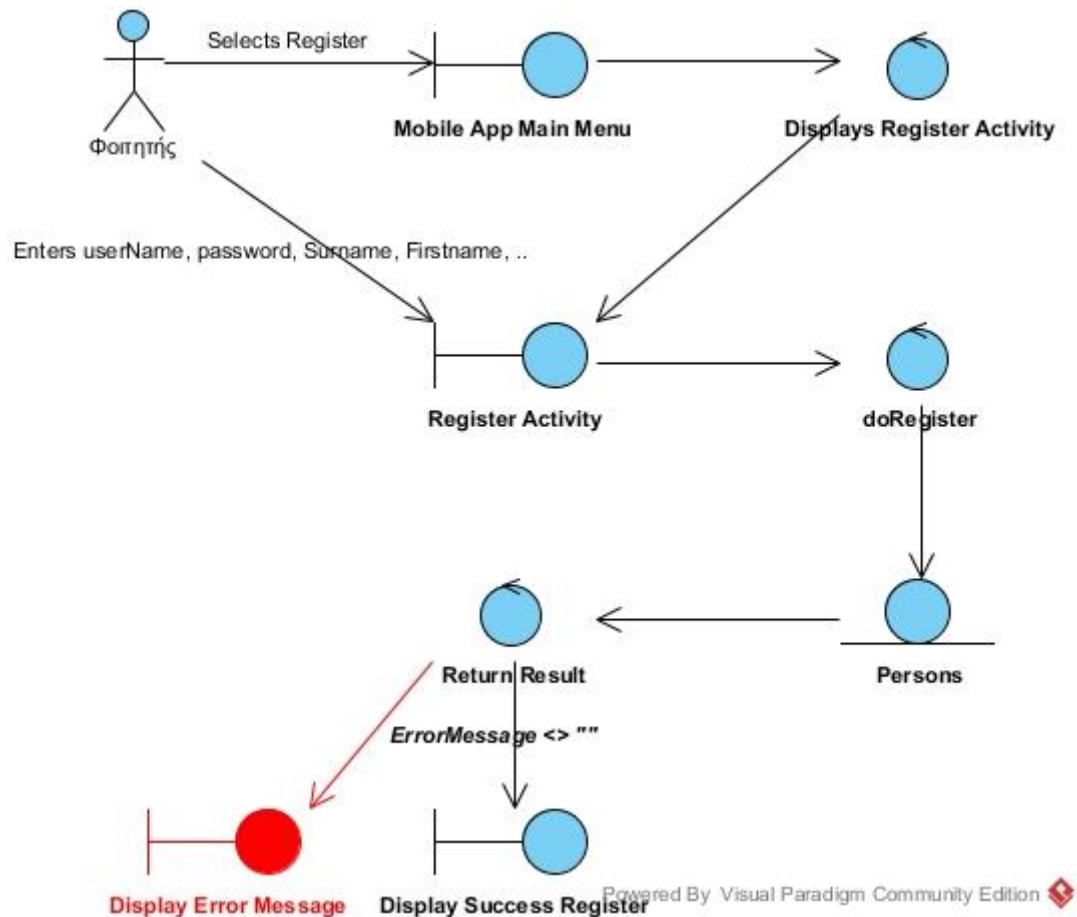 Selects Register
Φοιτητής
Mobile App Main Menu
Displays Register Activity
Enters userName, password, Surname, Firstname, ..
Register Activity
doRegister
Return Result
Persons
ErrorMessage <> ""
Display Error Message
Display Success Register
Powered By Visual Paradigm Community Edition